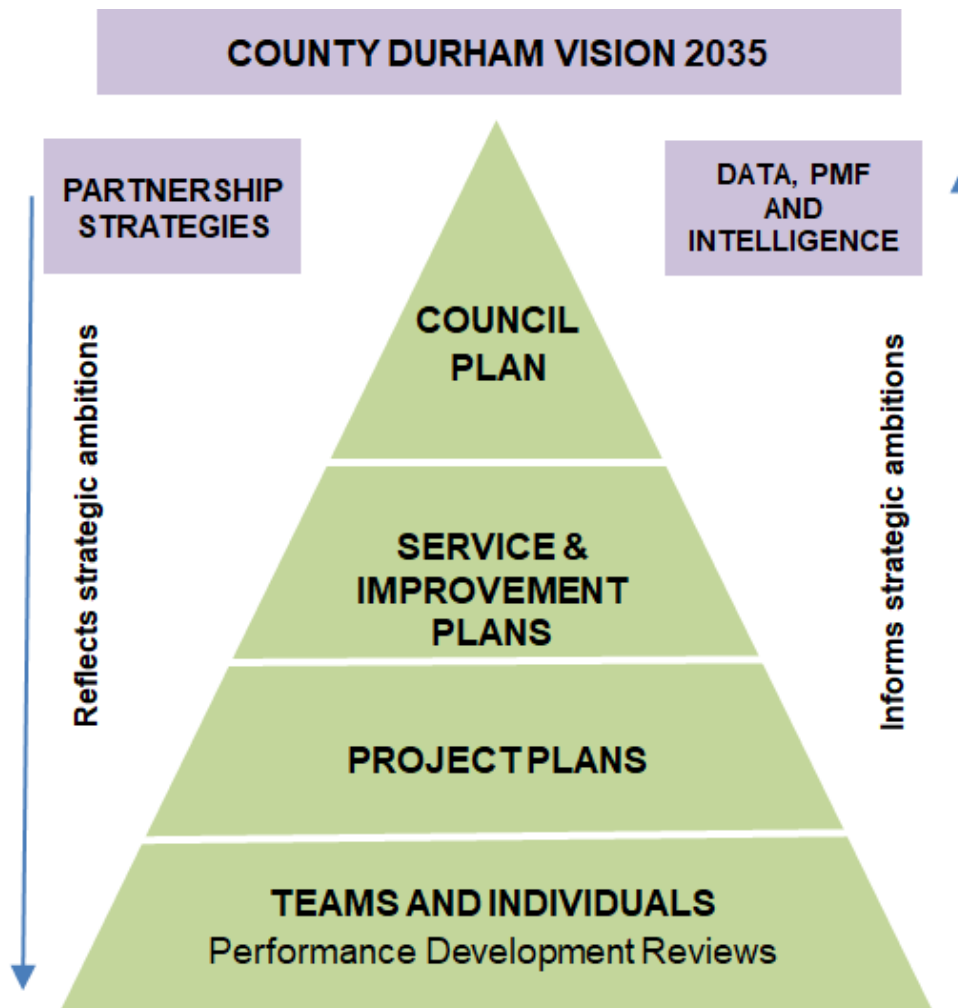 COUNTY DURHAM VISION 2035
PARTNERSHIP
STRATEGIES
DATA, PMF
AND
INTELLIGENCE
Reflects strategic ambitions
Informs strategic ambitions
COUNCIL
PLAN
SERVICE &
IMPROVEMENT
PLANS
PROJECT PLANS
TEAMS AND INDIVIDUALS
Performance Development Reviews